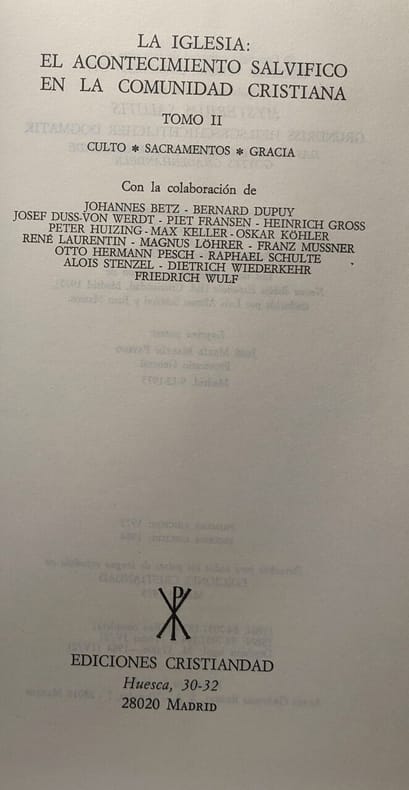 LA IGLESIA:
EL ACONTECIMIENTO SALVIFICO
EN LA COMUNIDAD CRISTIANA
TOMO II
CULTO * SACRAMENTOS * GRACIA
Con la colaboración de
JOHANNES BETZ - BERNARD DUPUY
JOSEF DUSS-VON WERDT - PIET FRANSEN - HEINRICH GROSS
PETER HUIZING - MAX KELLER - OSKAR KÖHLER
RENÉ LAURENTIN - MAGNUS LÖHRER - FRANZ MUSSNER
OTTO HERMANN PESCH - RAPHAEL SCHULTE
ALOIS STENZEL - DIETRICH WIEDERKEHR
FRIEDRICH WULF
EDICIONES CRISTIANDAD
Huesca, 30-32
28020 MADRID